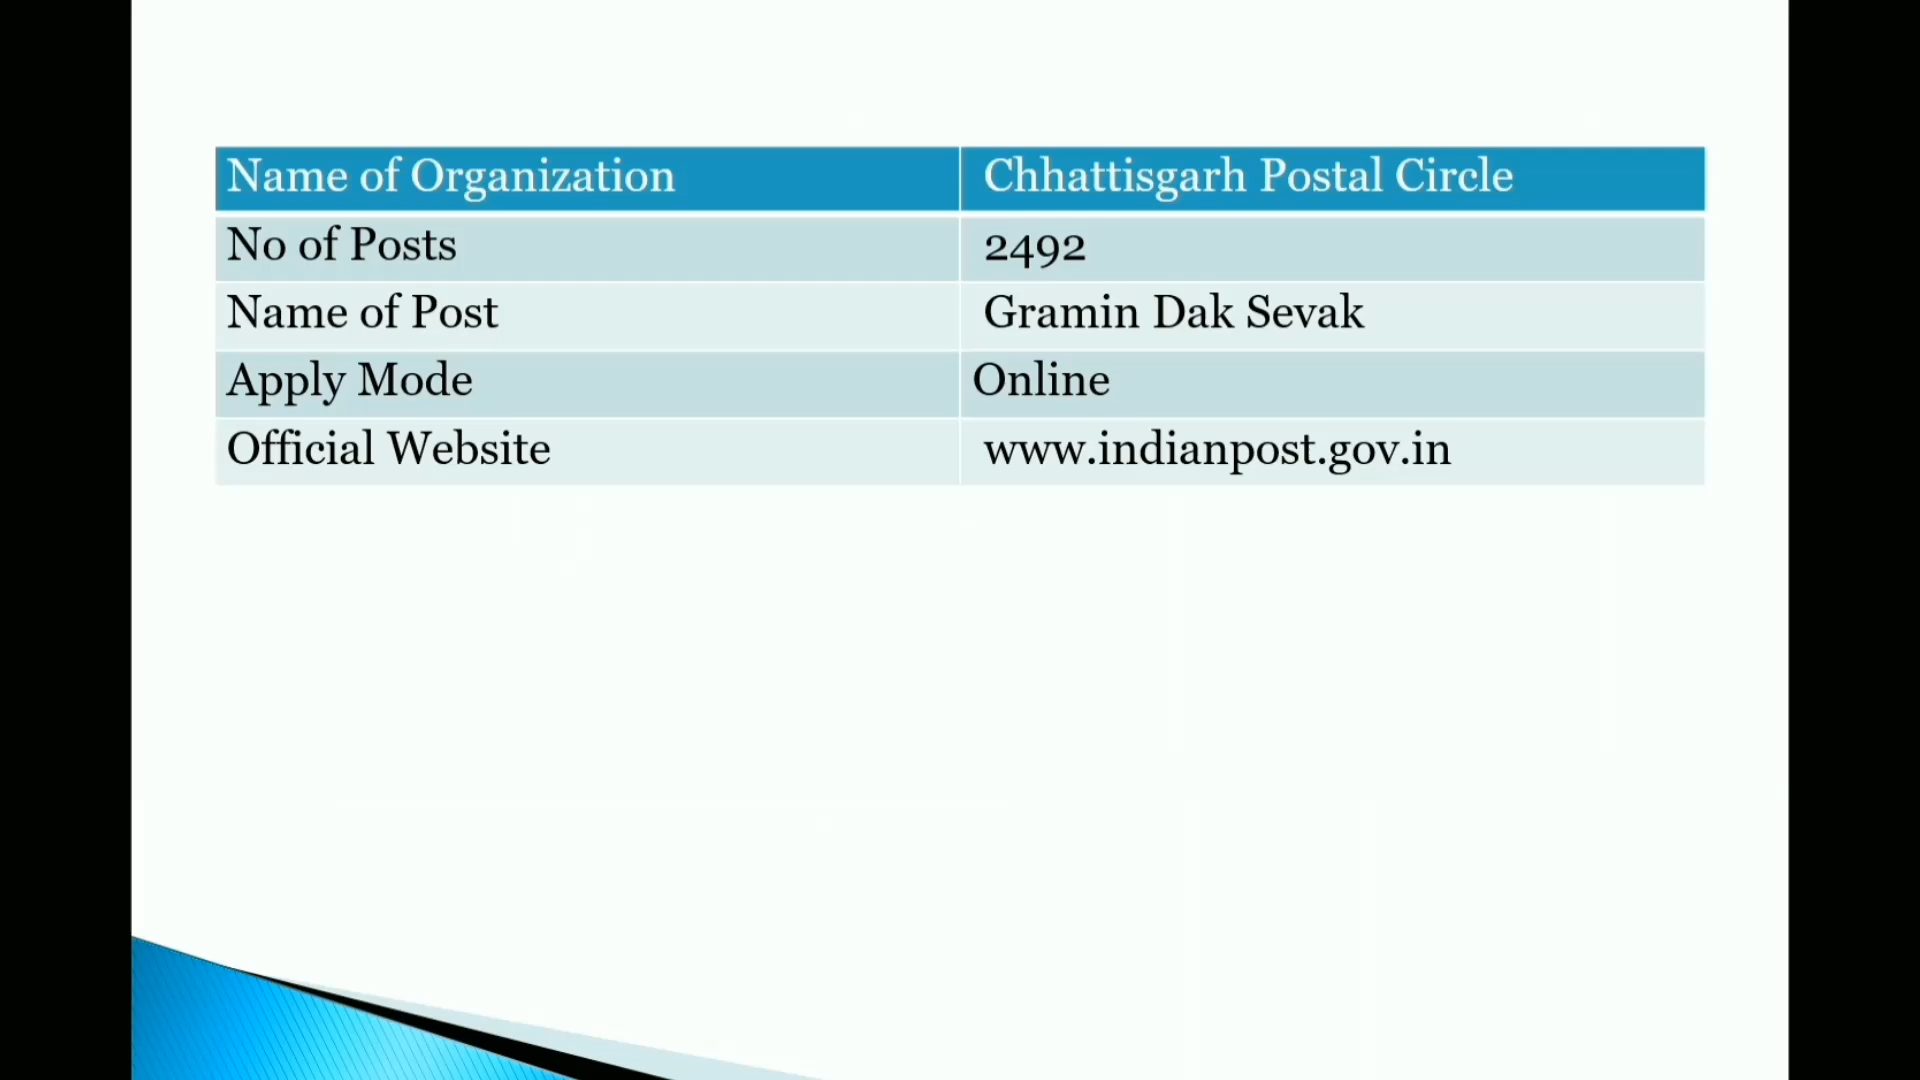 Name of Organization Chhattisgarh Postal Circle
No of Posts 2492
Name of Post Gramin Dak Sevak
Apply Mode Online
Official Website www.indianpost.gov.in